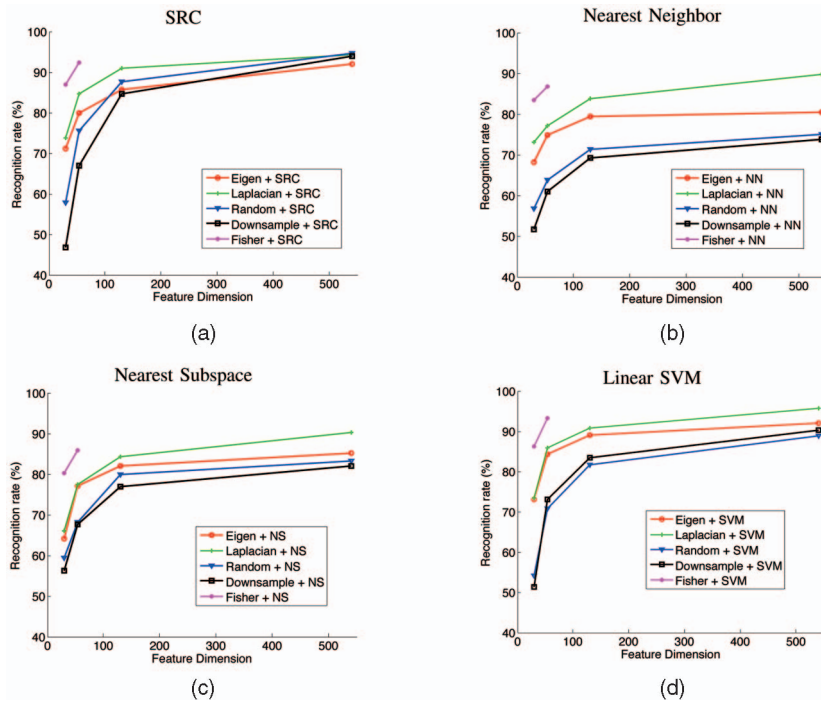 SRC
100
90
80
70
60
50
40
0
100
200
300
400
500
Recognition rate (%)
Feature Dimension
Eigen + SRC
Laplacian + SRC
Random + SRC
Downsample + SRC
Fisher + SRC
(a)
Nearest Neighbor
100
90
80
70
60
50
40
0
100
200
300
400
500
Recognition rate (%)
Feature Dimension
Eigen + NN
Laplacian + NN
Random + NN
Downsample + NN
Fisher + NN
(b)
Nearest Subspace
100
90
80
70
60
50
40
0
100
200
300
400
500
Recognition rate (%)
Feature Dimension
Eigen + NS
Laplacian + NS
Random + NS
Downsample + NS
Fisher + NS
(c)
Linear SVM
100
90
80
70
60
50
40
0
100
200
300
400
500
Recognition rate (%)
Feature Dimension
Eigen + SVM
Laplacian + SVM
Random + SVM
Downsample + SVM
Fisher + SVM
(d)